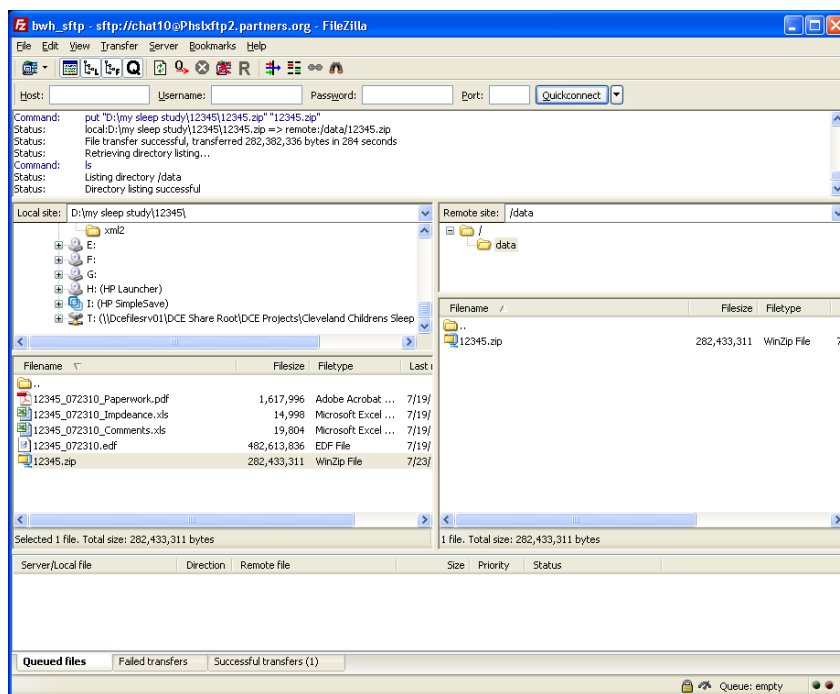 bwh_sftp - sftp://chat10@Phslxftp2.partners.org - FileZilla
File Edit View Transfer Server Bookmarks Help
Host: Username: Password: Port: Quickconnect
Command: put "D:\my sleep study\12345\12345.zip" "12345.zip"
Status: local:D:\my sleep study\12345\12345.zip => remote:/data/12345.zip
Status: File transfer successful, transferred 282,382,336 bytes in 284 seconds
Status: Retrieving directory listing...
Command: ls
Status: Listing directory /data
Status: Directory listing successful
Local site: D:\my sleep study\12345\
xml2
E:
F:
G:
H: (HP Launcher)
I: (HP SimpleSave)
T: (\\Dcefilesrv01\DCE Share Root\DCE Projects\Cleveland Childrens Sleep
Remote site: /data
/
data
Filename Filesize Filetype Last
..
12345_072310_Paperwork.pdf 1,617,996 Adobe Acrobat ... 7/19/
12345_072310_Impdeance.xls 14,998 Microsoft Excel ... 7/19/
12345_072310_Comments.xls 19,804 Microsoft Excel ... 7/19/
12345_072310.edf 482,613,836 EDF File 7/19/
12345.zip 282,433,311 WinZip File 7/23/
Selected 1 file. Total size: 282,433,311 bytes
Filename Filesize Filetype
..
12345.zip 282,433,311 WinZip File 7
1 file. Total size: 282,433,311 bytes
Server/Local file Direction Remote file Size Priority Status
Queued files Failed transfers Successful transfers (1)
Queue: empty